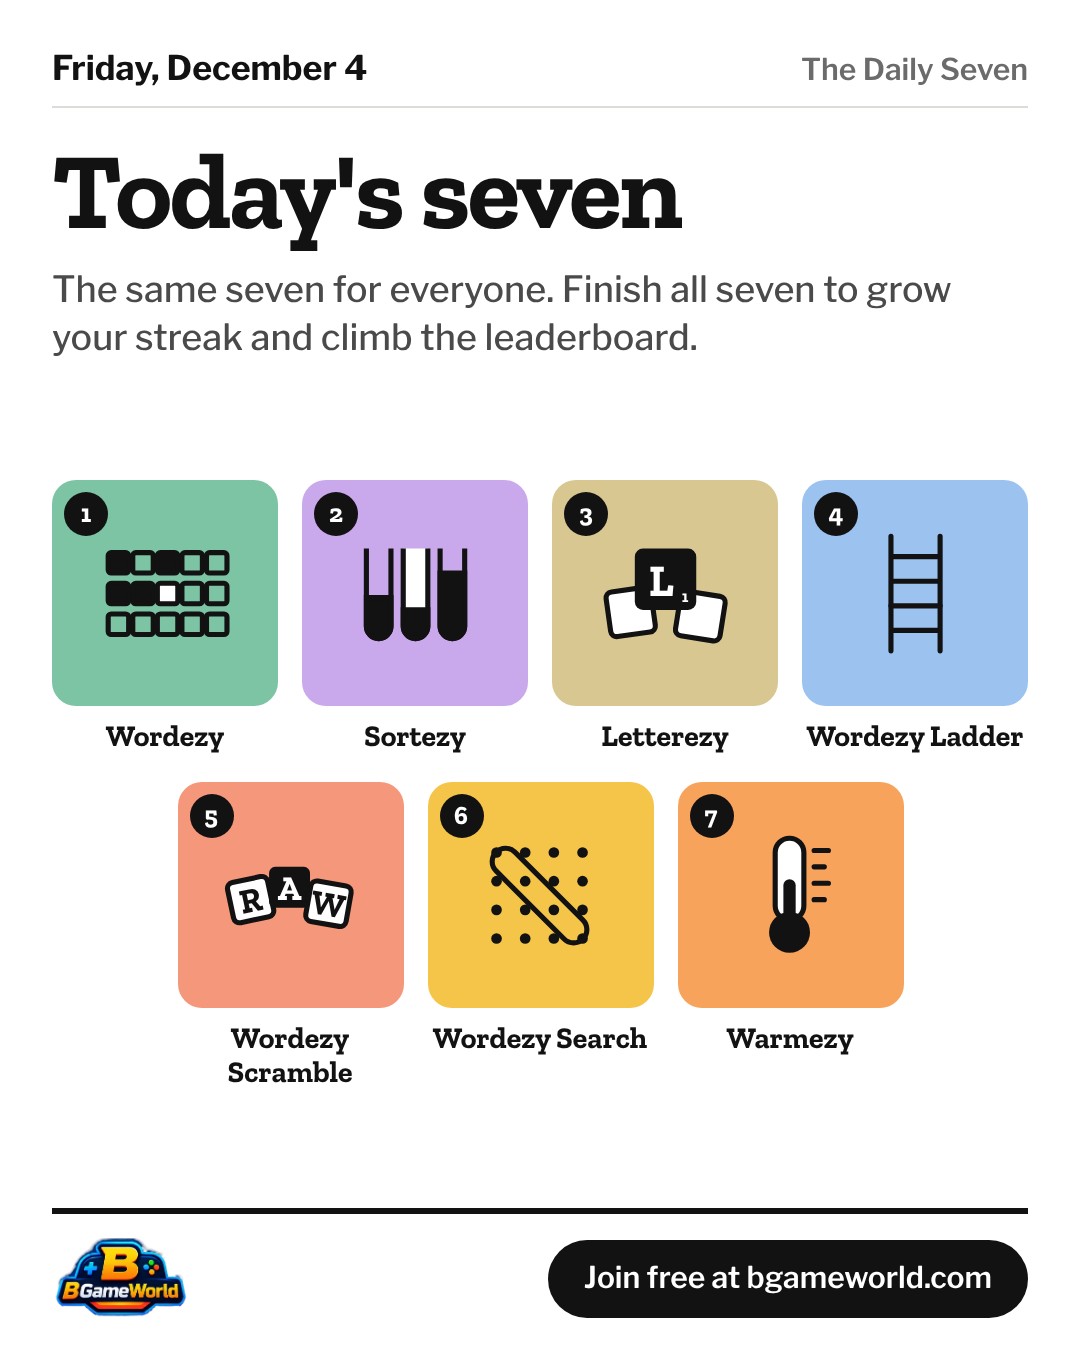 Friday, December 4
The Daily Seven
Today's seven
The same seven for everyone. Finish all seven to grow
your streak and climb the leaderboard.
1
2
3
4
L
1
Wordezy
Sortezy
Letterezy
Wordezy Ladder
5
6
7
R A W
Wordezy
Scramble
Wordezy Search
Warmezy
B
BGameWorld
Join free at bgameworld.com